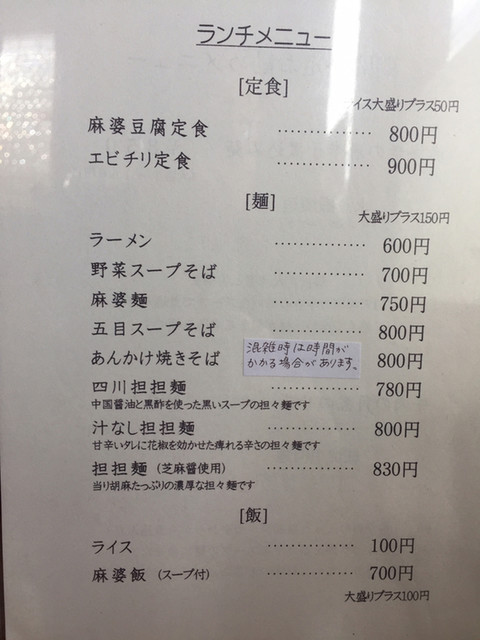 ランチメニュー
[定食]
ライス大盛りプラス50円
麻婆豆腐定食 ‥‥‥‥‥‥ 800円
エビチリ定食 ‥‥‥‥‥‥ 900円
[麺]
大盛りプラス150円
ラーメン ‥‥‥‥‥‥ 600円
野菜スープそば ‥‥‥‥‥‥ 700円
麻婆麺 ‥‥‥‥‥‥ 750円
五目スープそば ‥‥‥‥‥‥ 800円
あんかけ焼きそば 800円
混雑時は時間が
かかる場合があります。
四川担担麺 ‥‥‥‥‥‥ 780円
中国醤油と黒酢を使った黒いスープの担々麺です
汁なし担担麺 ‥‥‥‥‥‥ 800円
甘辛いタレに花椒を効かせた痺れる辛さの担々麺です
担担麺 (芝麻醤使用) ‥‥‥‥‥‥ 830円
当り胡麻たっぷりの濃厚な担々麺です
[飯]
ライス ‥‥‥‥‥‥ 100円
麻婆飯 (スープ付) ‥‥‥‥‥‥ 700円
大盛りプラス100円